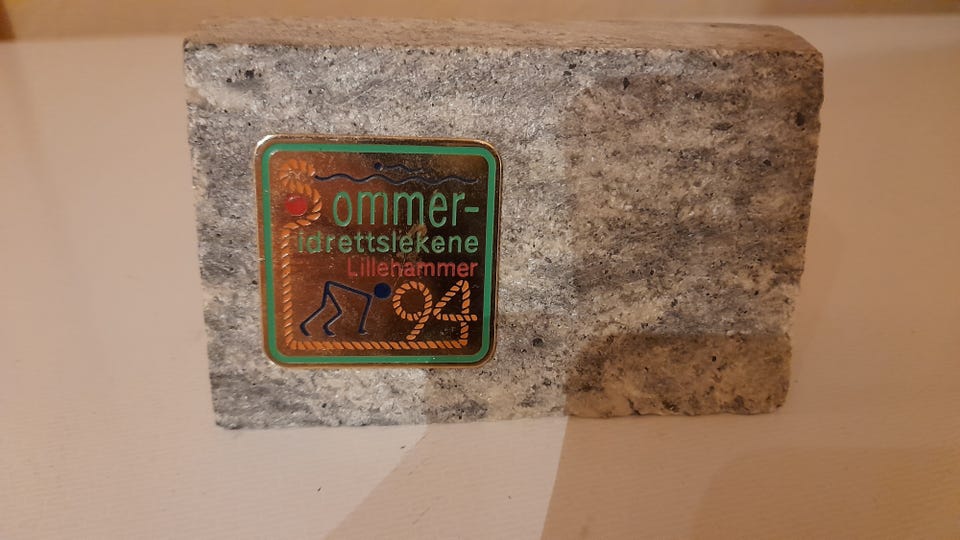 Sommer-
idrettslekene
Lillehammer
94